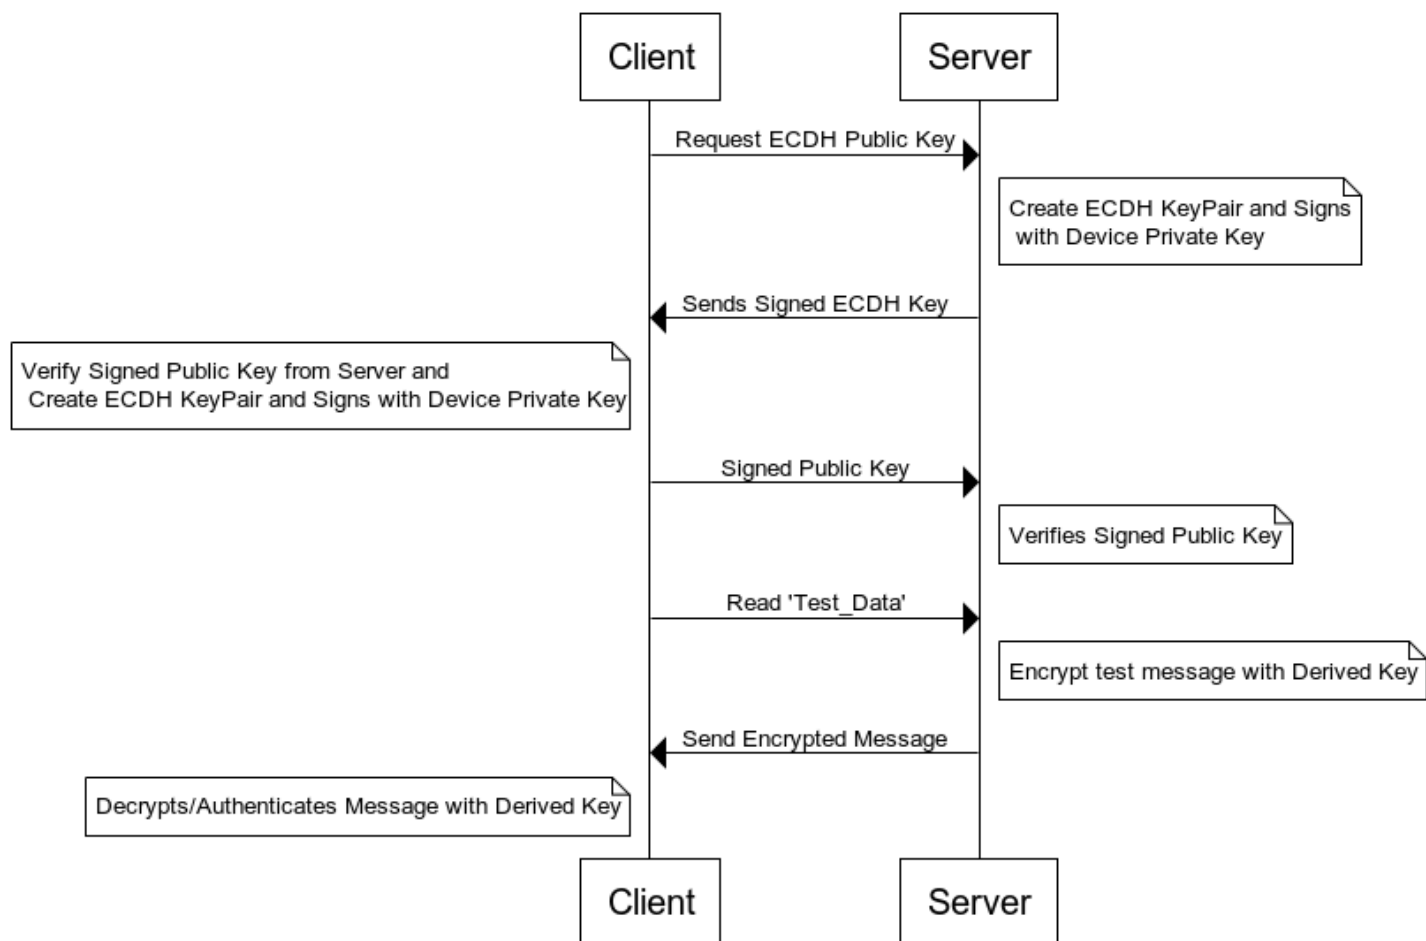 Client
Server
Request ECDH Public Key
Create ECDH KeyPair and Signs
with Device Private Key
Sends Signed ECDH Key
Verify Signed Public Key from Server and
Create ECDH KeyPair and Signs with Device Private Key
Signed Public Key
Verifies Signed Public Key
Read 'Test_Data'
Encrypt test message with Derived Key
Send Encrypted Message
Decrypts/Authenticates Message with Derived Key
Client
Server